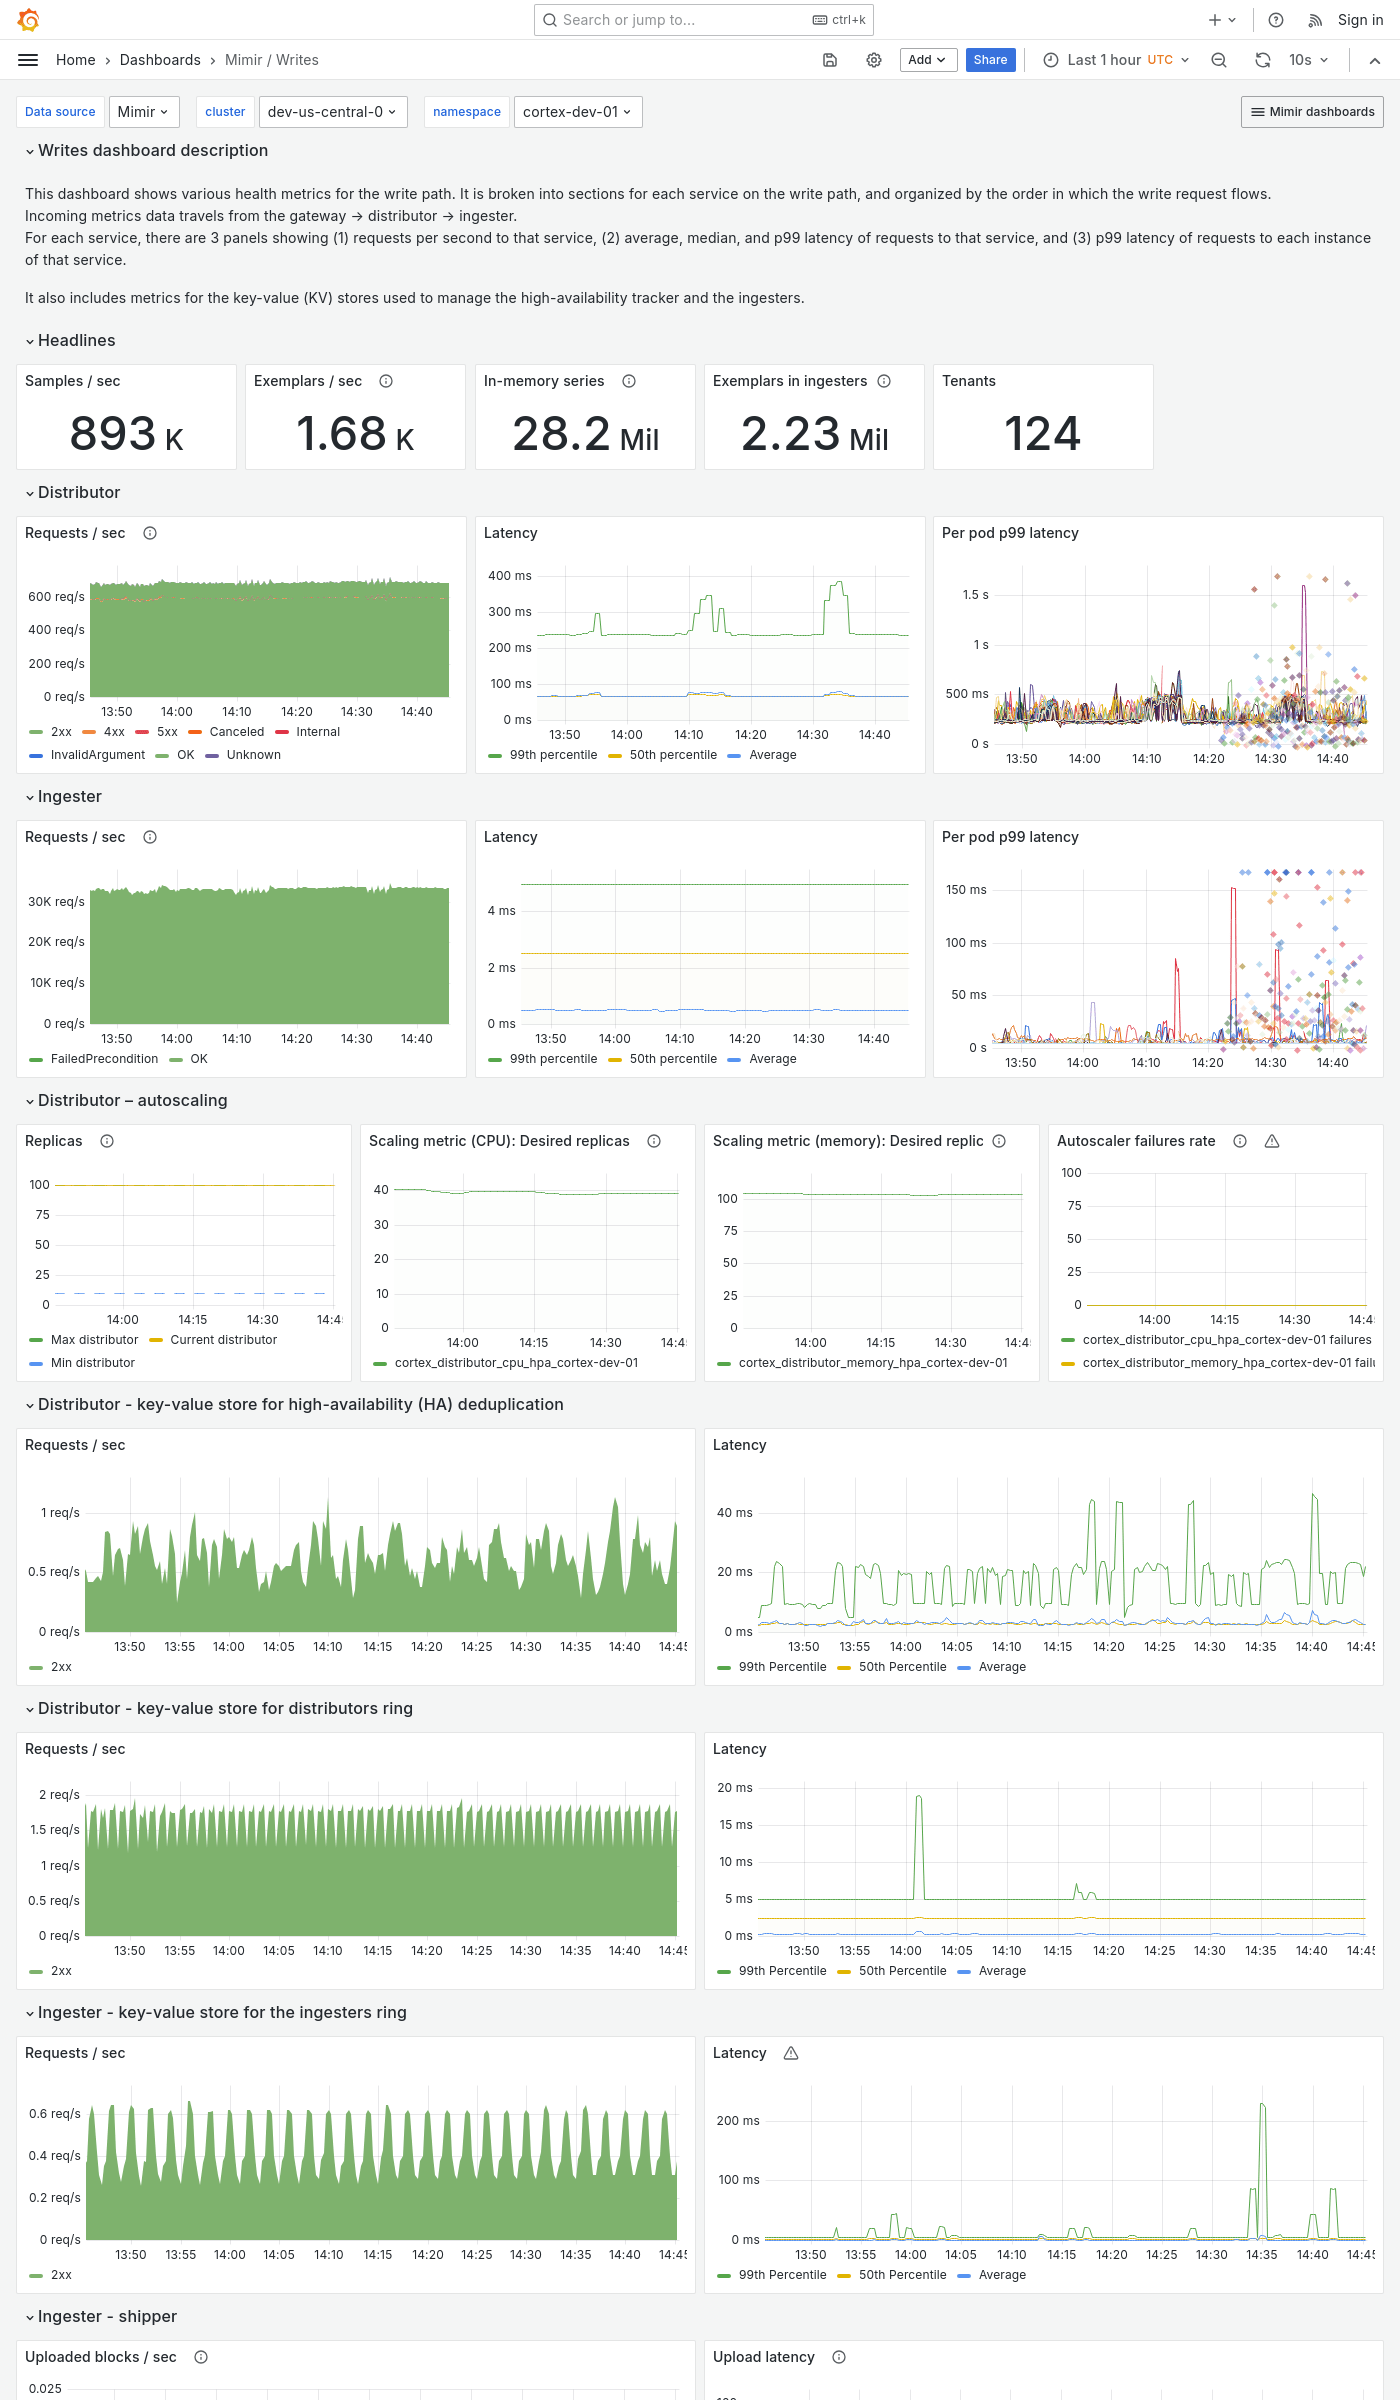 Search or jump to...
ctrl+k
Sign in
Home › Dashboards › Mimir / Writes
Add
Share
Last 1 hour UTC
10s
Data source
Mimir
cluster
dev-us-central-0
namespace
cortex-dev-01
Mimir dashboards
Writes dashboard description
This dashboard shows various health metrics for the write path. It is broken into sections for each service on the write path, and organized by the order in which the write request flows.
Incoming metrics data travels from the gateway → distributor → ingester.
For each service, there are 3 panels showing (1) requests per second to that service, (2) average, median, and p99 latency of requests to that service, and (3) p99 latency of requests to each instance
of that service.
It also includes metrics for the key-value (KV) stores used to manage the high-availability tracker and the ingesters.
Headlines
Samples / sec
893 K
Exemplars / sec
1.68 K
In-memory series
28.2 Mil
Exemplars in ingesters
2.23 Mil
Tenants
124
Distributor
Requests / sec
600 req/s
400 req/s
200 req/s
0 req/s
13:50 14:00 14:10 14:20 14:30 14:40
2xx 4xx 5xx Canceled Internal
InvalidArgument OK Unknown
Latency
400 ms
300 ms
200 ms
100 ms
0 ms
13:50 14:00 14:10 14:20 14:30 14:40
99th percentile 50th percentile Average
Per pod p99 latency
1.5 s
1 s
500 ms
0 s
13:50 14:00 14:10 14:20 14:30 14:40
Ingester
Requests / sec
30K req/s
20K req/s
10K req/s
0 req/s
13:50 14:00 14:10 14:20 14:30 14:40
FailedPrecondition OK
Latency
4 ms
2 ms
0 ms
13:50 14:00 14:10 14:20 14:30 14:40
99th percentile 50th percentile Average
Per pod p99 latency
150 ms
100 ms
50 ms
0 s
13:50 14:00 14:10 14:20 14:30 14:40
Distributor – autoscaling
Replicas
100
75
50
25
0
14:00 14:15 14:30 14:4
Max distributor Current distributor
Min distributor
Scaling metric (CPU): Desired replicas
40
30
20
10
0
14:00 14:15 14:30 14:4
cortex_distributor_cpu_hpa_cortex-dev-01
Scaling metric (memory): Desired replic
100
75
50
25
0
14:00 14:15 14:30 14:4
cortex_distributor_memory_hpa_cortex-dev-01
Autoscaler failures rate
100
75
50
25
0
14:00 14:15 14:30 14:4
cortex_distributor_cpu_hpa_cortex-dev-01 failures
cortex_distributor_memory_hpa_cortex-dev-01 failu
Distributor - key-value store for high-availability (HA) deduplication
Requests / sec
1 req/s
0.5 req/s
0 req/s
13:50 13:55 14:00 14:05 14:10 14:15 14:20 14:25 14:30 14:35 14:40 14:45
2xx
Latency
40 ms
20 ms
0 ms
13:50 13:55 14:00 14:05 14:10 14:15 14:20 14:25 14:30 14:35 14:40 14:45
99th Percentile 50th Percentile Average
Distributor - key-value store for distributors ring
Requests / sec
2 req/s
1.5 req/s
1 req/s
0.5 req/s
0 req/s
13:50 13:55 14:00 14:05 14:10 14:15 14:20 14:25 14:30 14:35 14:40 14:45
2xx
Latency
20 ms
15 ms
10 ms
5 ms
0 ms
13:50 13:55 14:00 14:05 14:10 14:15 14:20 14:25 14:30 14:35 14:40 14:45
99th Percentile 50th Percentile Average
Ingester - key-value store for the ingesters ring
Requests / sec
0.6 req/s
0.4 req/s
0.2 req/s
0 req/s
13:50 13:55 14:00 14:05 14:10 14:15 14:20 14:25 14:30 14:35 14:40 14:45
2xx
Latency
200 ms
100 ms
0 ms
13:50 13:55 14:00 14:05 14:10 14:15 14:20 14:25 14:30 14:35 14:40 14:45
99th Percentile 50th Percentile Average
Ingester - shipper
Uploaded blocks / sec
0.025
Upload latency